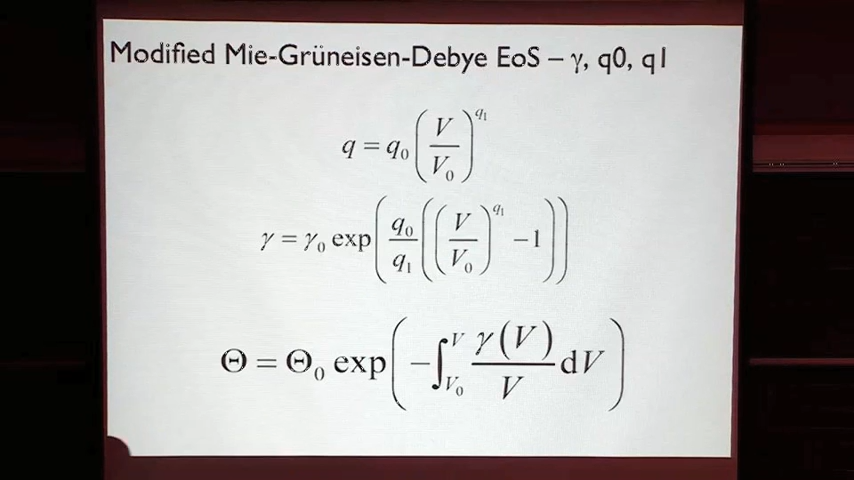 Modified Mie-Grüneisen-Debye EoS – γ, q0, q1
q = q₀(V/V₀)^q₁
γ = γ₀ exp(q₀/q₁((V/V₀)^q₁ − 1))
Θ = Θ₀ exp(−∫_V₀^V γ(V)/V dV)